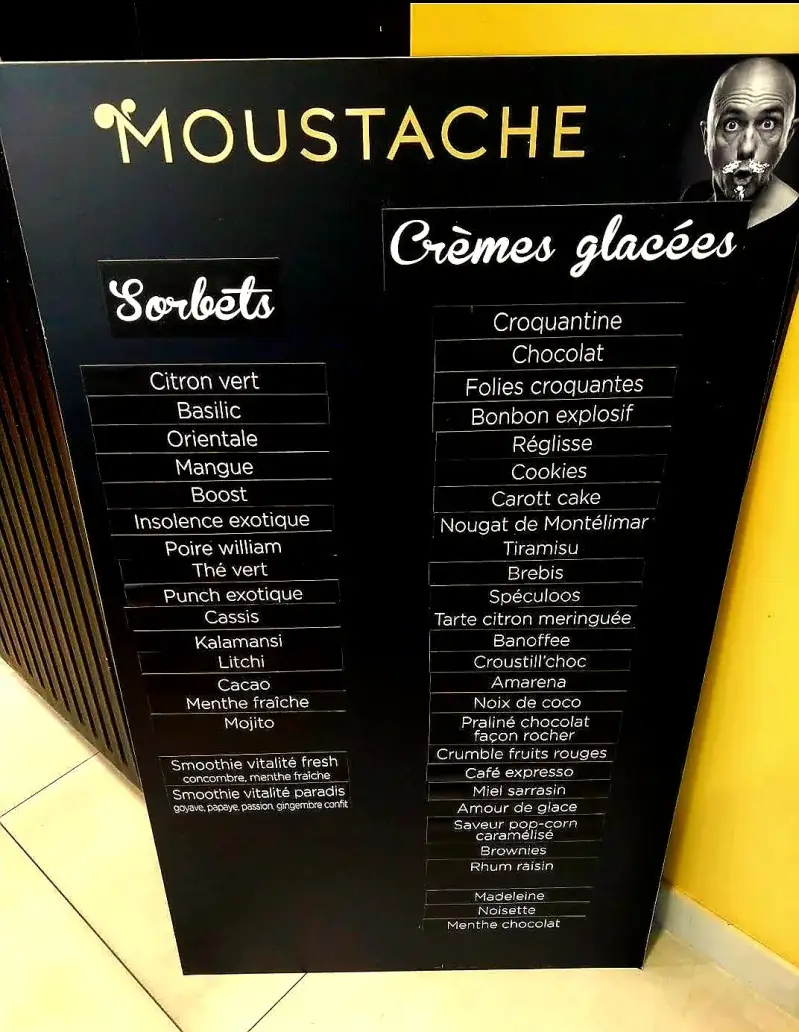 MOUSTACHE
Sorbets
Citron vert
Basilic
Orientale
Mangue
Boost
Insolence exotique
Poire william
Thé vert
Punch exotique
Cassis
Kalamansi
Litchi
Cacao
Menthe fraîche
Mojito
Smoothie vitalité fresh
concombre, menthe fraîche
Smoothie vitalité paradis
goyave, papaye, passion, gingembre confit
Crèmes glacées
Croquantine
Chocolat
Folies croquantes
Bonbon explosif
Réglisse
Cookies
Carott cake
Nougat de Montélimar
Tiramisu
Brebis
Spéculoos
Tarte citron meringuée
Banoffee
Croustill'choc
Amarena
Noix de coco
Praliné chocolat
façon rocher
Crumble fruits rouges
Café expresso
Miel sarrasin
Amour de glace
Saveur pop-corn
caramélisé
Brownies
Rhum raisin
Madeleine
Noisette
Menthe chocolat